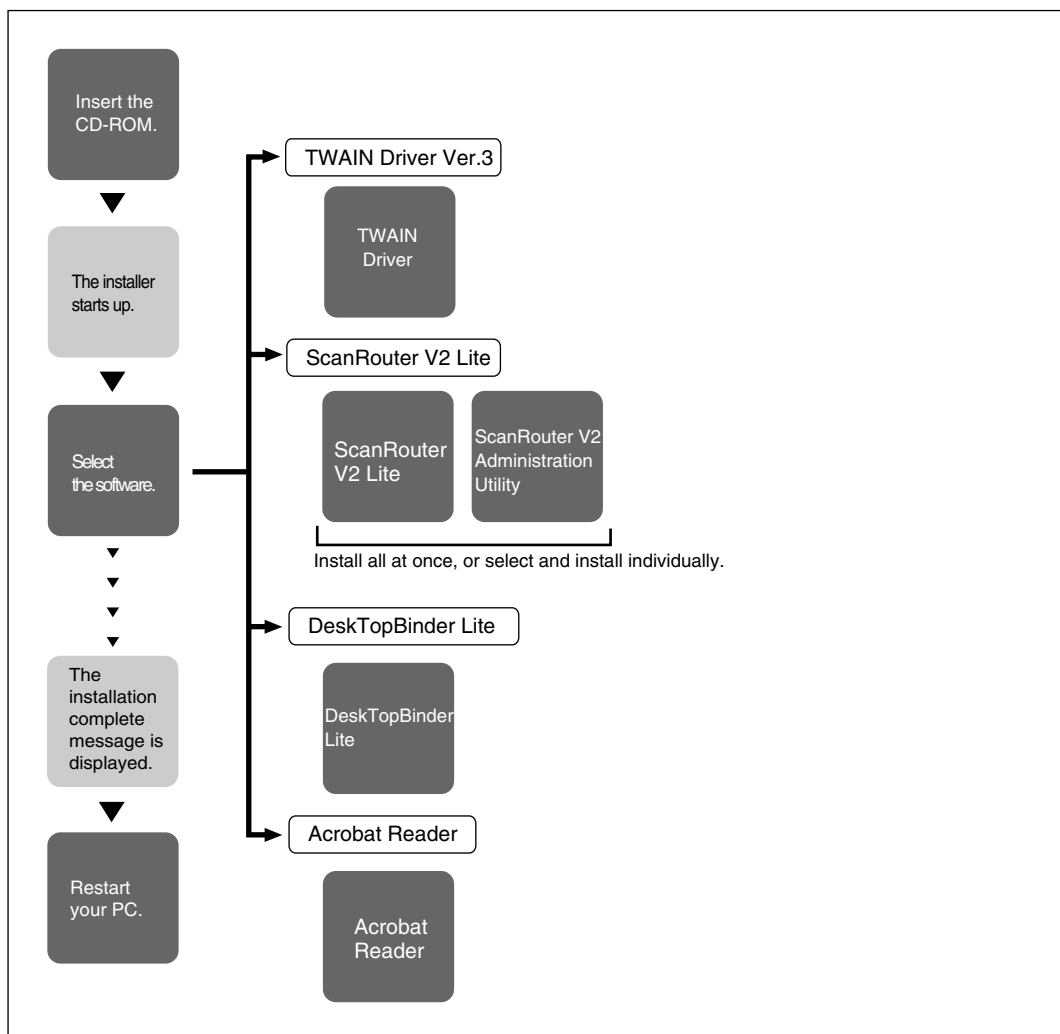 Insert the
CD-ROM.
The installer
starts up.
Select
the software.
The
installation
complete
message is
displayed.
Restart
your PC.
TWAIN Driver Ver.3
TWAIN
Driver
ScanRouter V2 Lite
ScanRouter
V2 Lite
ScanRouter V2
Administration
Utility
Install all at once, or select and install individually.
DeskTopBinder Lite
DeskTopBinder
Lite
Acrobat Reader
Acrobat
Reader